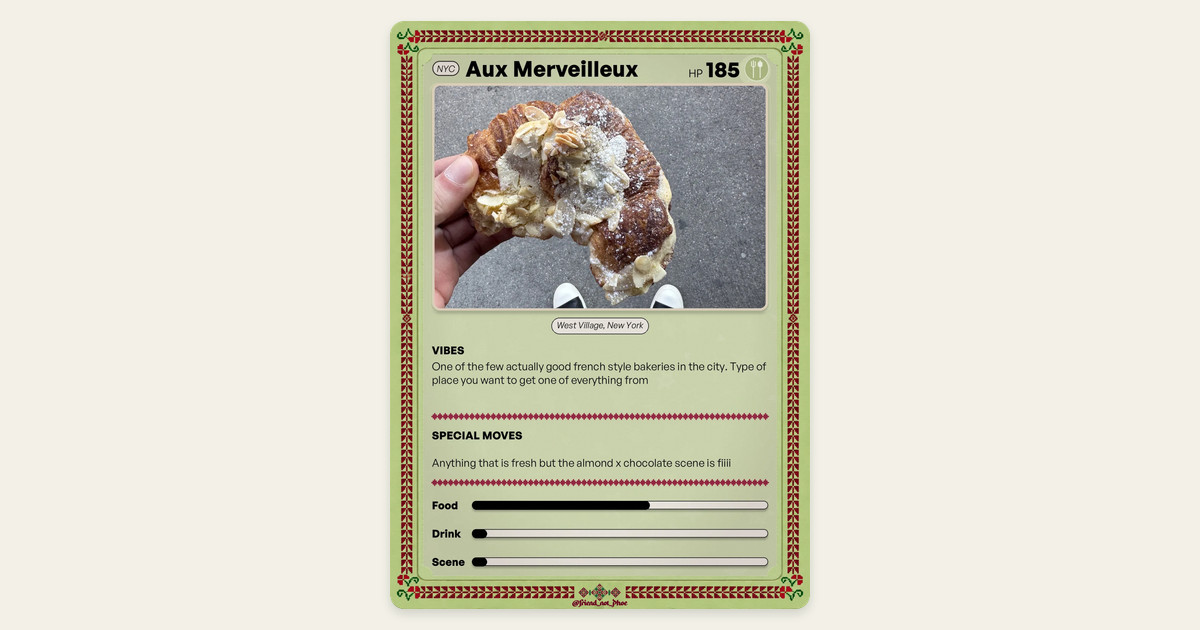 NYC Aux Merveilleux HP 185
West Village, New York
VIBES
One of the few actually good french style bakeries in the city. Type of
place you want to get one of everything from
SPECIAL MOVES
Anything that is fresh but the almond x chocolate scene is fiiii
Food
Drink
Scene
@friend_not_phoe